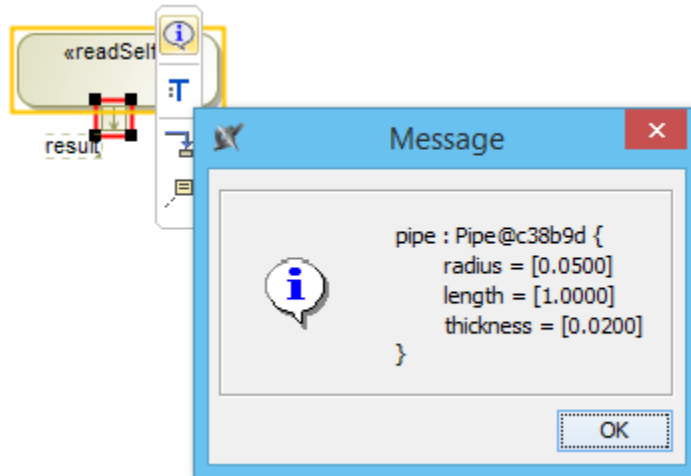 «readSelf
:T
result
Message
pipe : Pipe@c38b9d {
radius = [0.0500]
length = [1.0000]
thickness = [0.0200]
}
OK